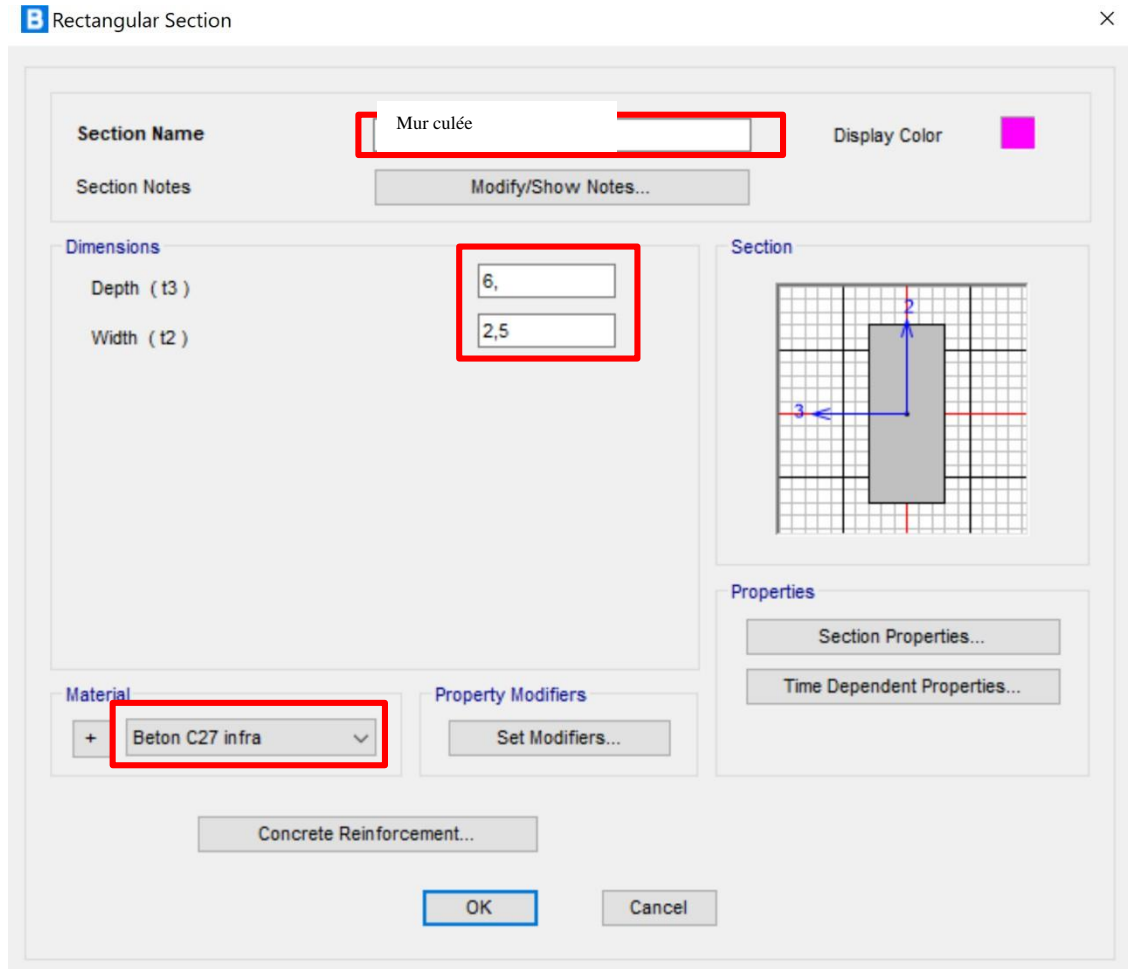 B Rectangular Section
Section Name
Mur culée
Display Color
Section Notes
Modify/Show Notes...
Dimensions
Depth ( t3 )
6,
Width ( t2 )
2,5
Section
2
3
Properties
Section Properties...
Time Dependent Properties...
Material
+
Beton C27 infra
Property Modifiers
Set Modifiers...
Concrete Reinforcement...
OK
Cancel